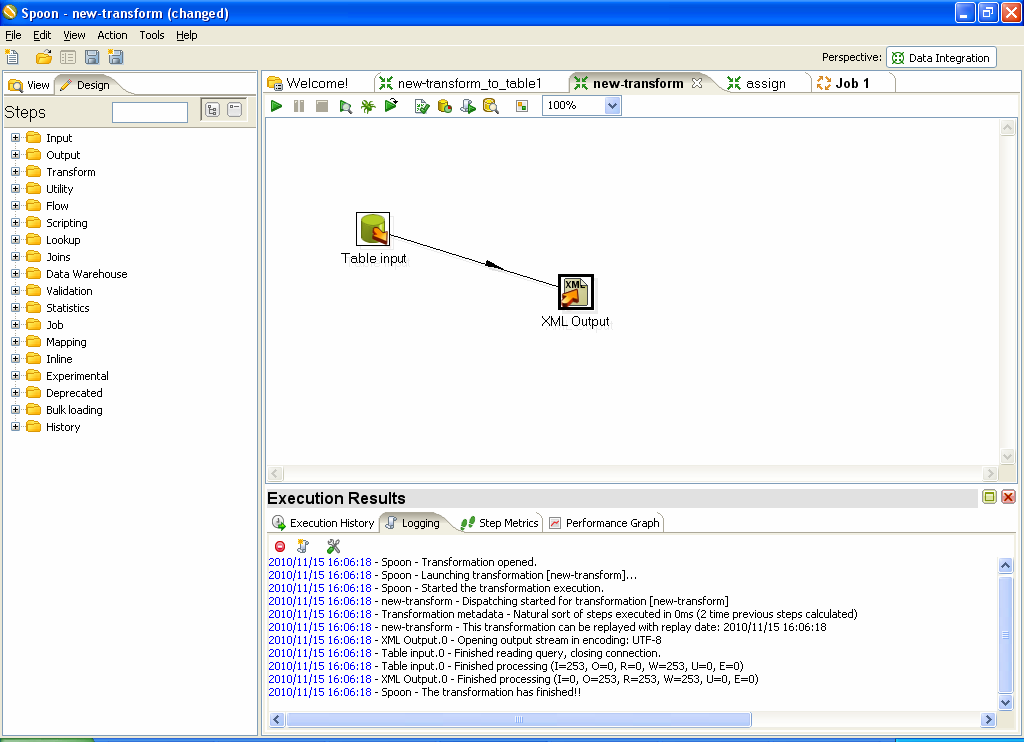 Spoon - new-transform (changed)
File Edit View Action Tools Help
Perspective: Data Integration
View Design
Welcome! new-transform_to_table1 new-transform assign Job 1
Steps
100%
Input
Output
Transform
Utility
Flow
Scripting
Lookup
Joins
Data Warehouse
Validation
Statistics
Job
Mapping
Inline
Experimental
Deprecated
Bulk loading
History
Table input
XML
XML Output
Execution Results
Execution History Logging Step Metrics Performance Graph
2010/11/15 16:06:18 - Spoon - Transformation opened.
2010/11/15 16:06:18 - Spoon - Launching transformation [new-transform]...
2010/11/15 16:06:18 - Spoon - Started the transformation execution.
2010/11/15 16:06:18 - new-transform - Dispatching started for transformation [new-transform]
2010/11/15 16:06:18 - Transformation metadata - Natural sort of steps executed in 0ms (2 time previous steps calculated)
2010/11/15 16:06:18 - new-transform - This transformation can be replayed with replay date: 2010/11/15 16:06:18
2010/11/15 16:06:18 - XML Output.0 - Opening output stream in encoding: UTF-8
2010/11/15 16:06:18 - Table input.0 - Finished reading query, closing connection.
2010/11/15 16:06:18 - Table input.0 - Finished processing (I=253, O=0, R=0, W=253, U=0, E=0)
2010/11/15 16:06:18 - XML Output.0 - Finished processing (I=0, O=253, R=253, W=253, U=0, E=0)
2010/11/15 16:06:18 - Spoon - The transformation has finished!!